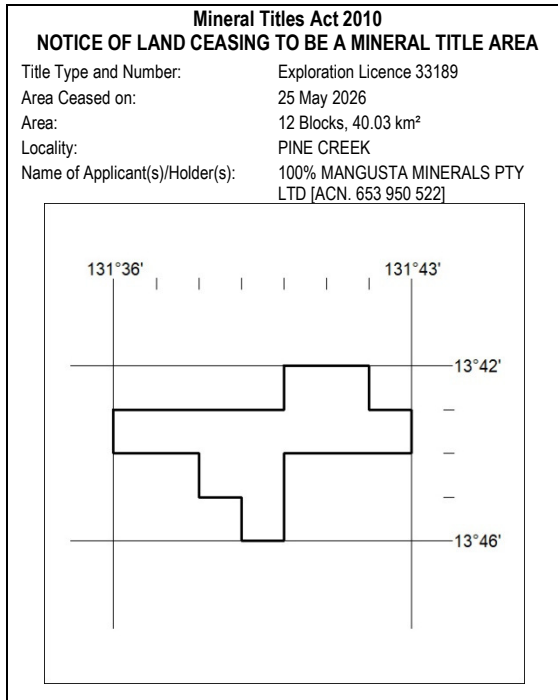 Mineral Titles Act 2010
NOTICE OF LAND CEASING TO BE A MINERAL TITLE AREA
Title Type and Number: Exploration Licence 33189
Area Ceased on: 25 May 2026
Area: 12 Blocks, 40.03 km²
Locality: PINE CREEK
Name of Applicant(s)/Holder(s): 100% MANGUSTA MINERALS PTY
LTD [ACN. 653 950 522]
131°36' 131°43'
13°42'
13°46'